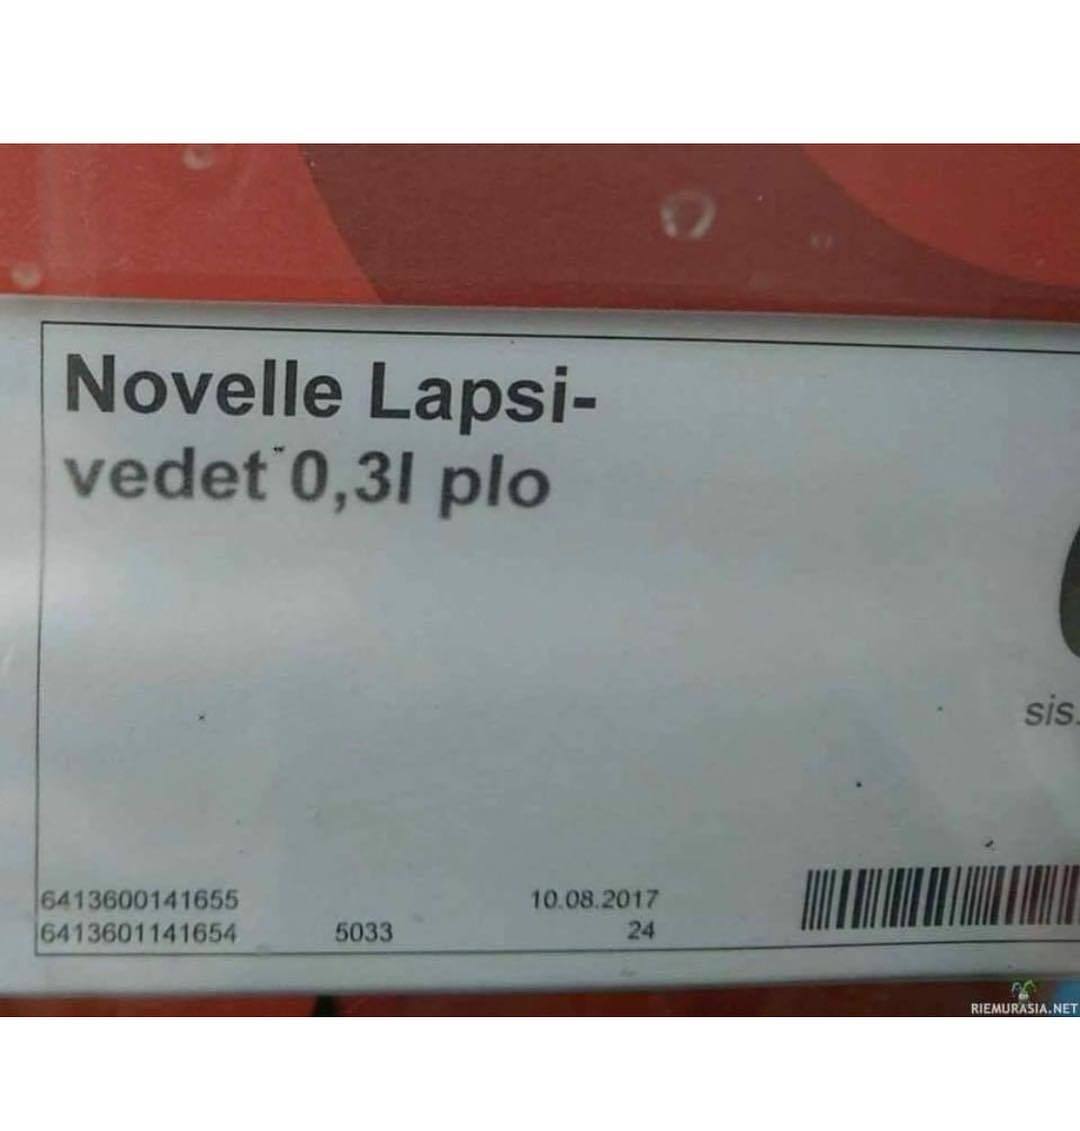 Novelle Lapsi-
vedet 0,3l plo
sis.
6413600141655
10.08.2017
6413601141654
5033
24
RIEMURASIA.NET